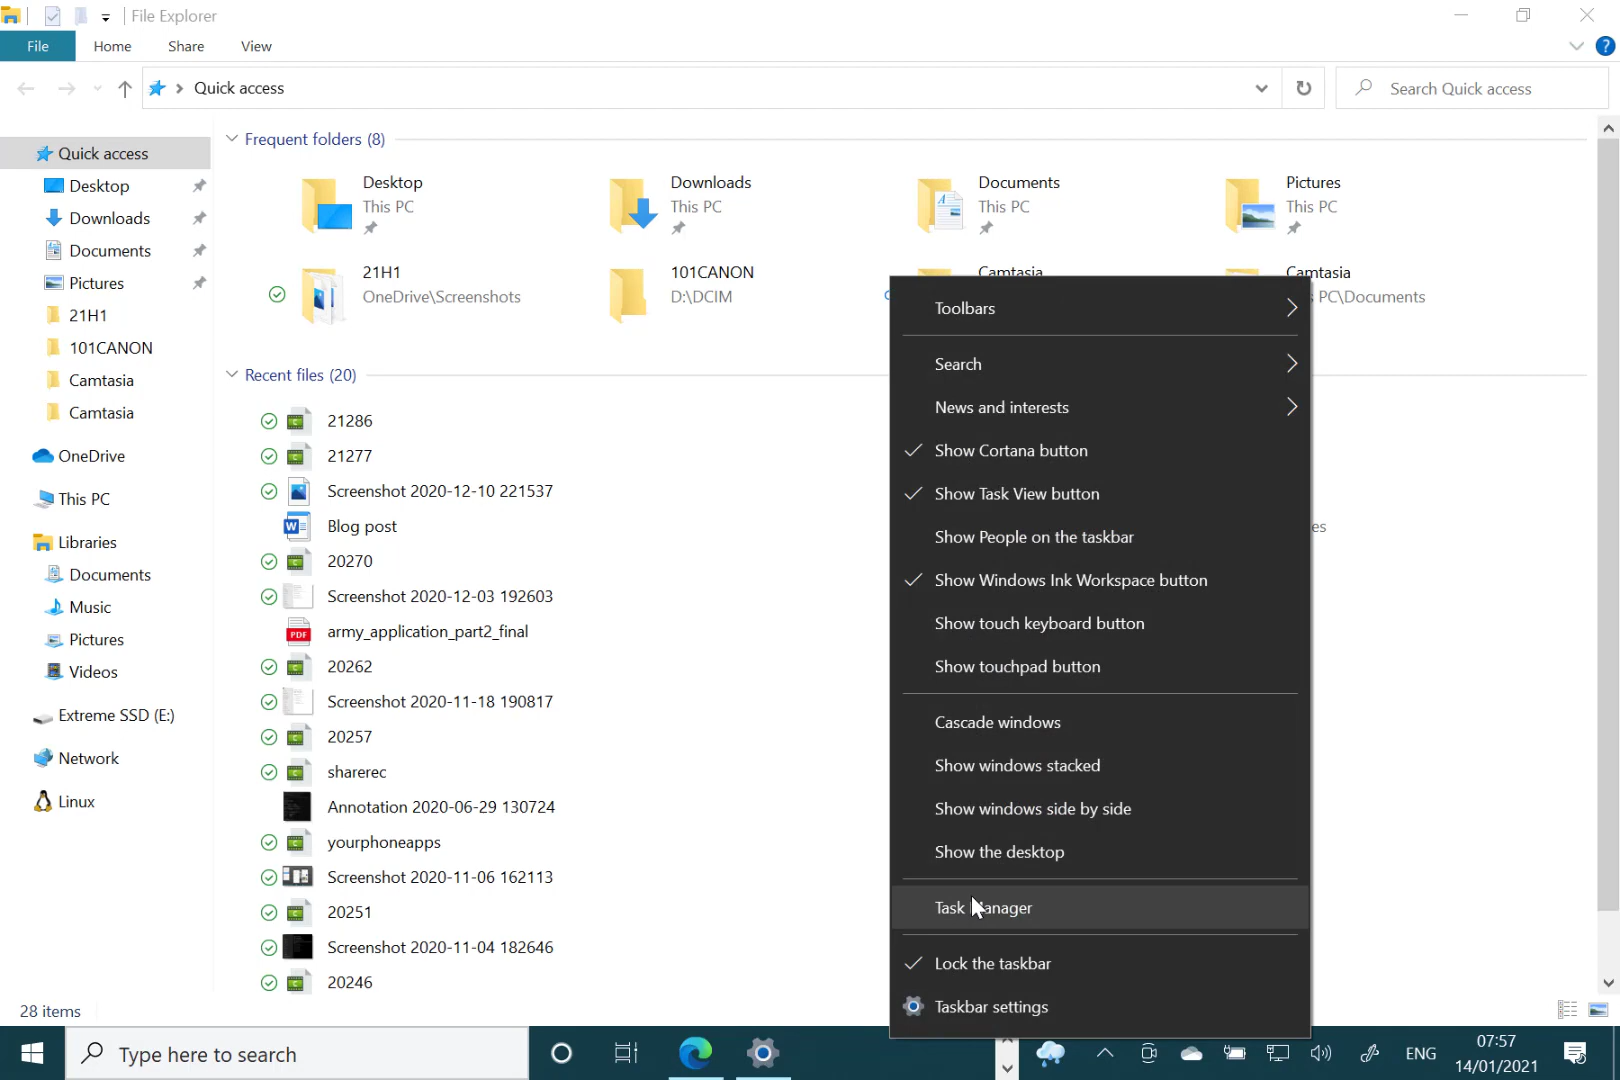 File Explorer
File Home Share View
Quick access
Search Quick access
Quick access
Desktop
Downloads
Documents
Pictures
21H1
101CANON
Camtasia
Camtasia
OneDrive
This PC
Libraries
Documents
Music
Pictures
Videos
Extreme SSD (E:)
Network
Linux
Frequent folders (8)
Desktop
This PC
Downloads
This PC
Documents
This PC
Pictures
This PC
21H1
OneDrive\Screenshots
101CANON
D:\DCIM
Camtasia
Camtasia
PC\Documents
Recent files (20)
21286
21277
Screenshot 2020-12-10 221537
Blog post
20270
Screenshot 2020-12-03 192603
army_application_part2_final
20262
Screenshot 2020-11-18 190817
20257
sharerec
Annotation 2020-06-29 130724
yourphoneapps
Screenshot 2020-11-06 162113
20251
Screenshot 2020-11-04 182646
20246
Toolbars
Search
News and interests
Show Cortana button
Show Task View button
Show People on the taskbar
Show Windows Ink Workspace button
Show touch keyboard button
Show touchpad button
Cascade windows
Show windows stacked
Show windows side by side
Show the desktop
Task Manager
Lock the taskbar
Taskbar settings
28 items
Type here to search
ENG
07:57
14/01/2021